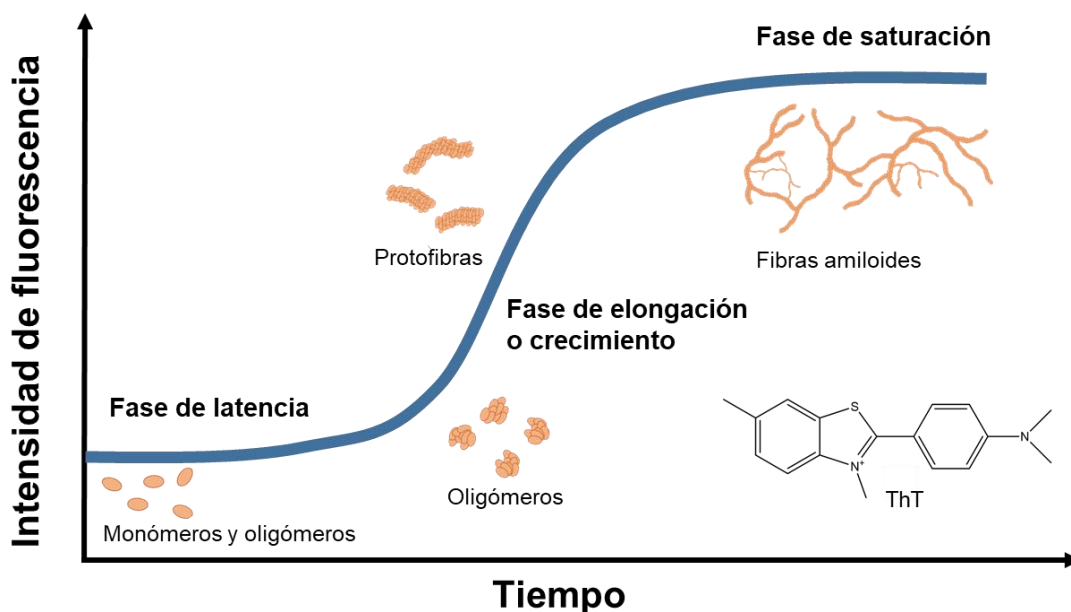 Intensidad de fluorescencia
Fase de saturación
Protofibras
Fibras amiloides
Fase de elongación
o crecimiento
Fase de latencia
Monómeros y oligómeros
Oligómeros
S
N+
N
ThT
Tiempo